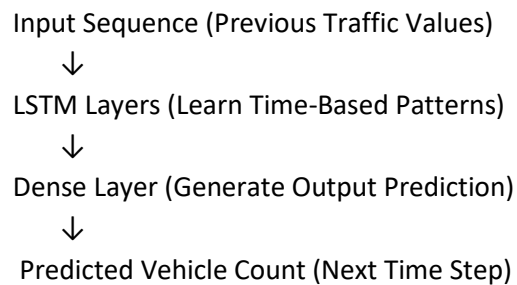 Input Sequence (Previous Traffic Values)
↓
LSTM Layers (Learn Time-Based Patterns)
↓
Dense Layer (Generate Output Prediction)
↓
Predicted Vehicle Count (Next Time Step)